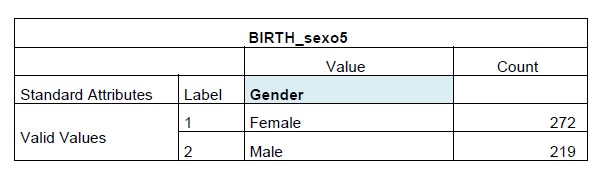 BIRTH_sexo5
Value Count
Standard Attributes Label Gender
Valid Values
1 Female 272
2 Male 219